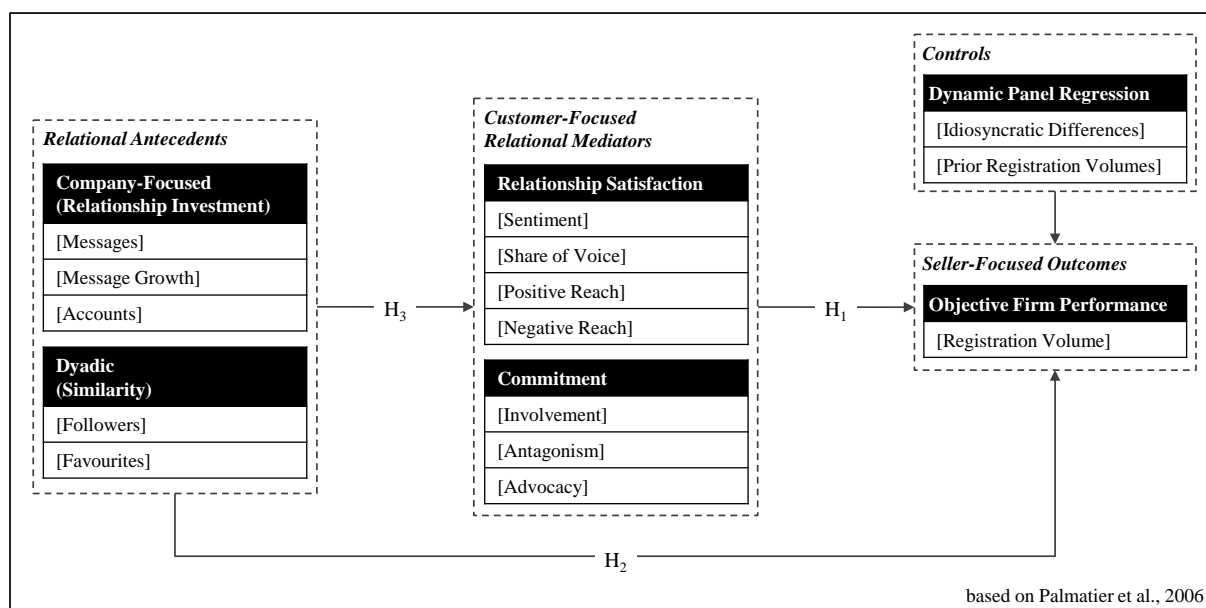 Relational Antecedents
Company-Focused
(Relationship Investment)
[Messages]
[Message Growth]
[Accounts]
Dyadic
(Similarity)
[Followers]
[Favourites]
H3
Customer-Focused
Relational Mediators
Relationship Satisfaction
[Sentiment]
[Share of Voice]
[Positive Reach]
[Negative Reach]
Commitment
[Involvement]
[Antagonism]
[Advocacy]
H1
Controls
Dynamic Panel Regression
[Idiosyncratic Differences]
[Prior Registration Volumes]
Seller-Focused Outcomes
Objective Firm Performance
[Registration Volume]
H2
based on Palmatier et al., 2006